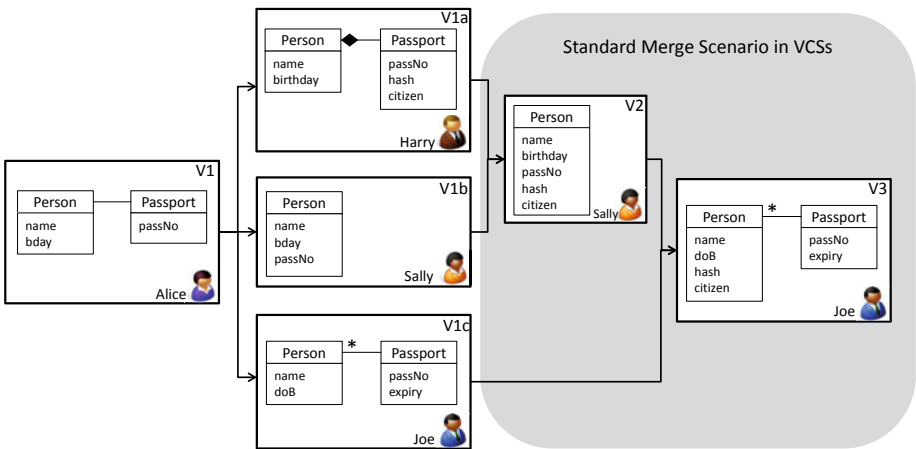 V1a
Person
Passport
name
birthday
passNo
hash
citizen
Harry
Standard Merge Scenario in VCSs
V2
Person
name
birthday
passNo
hash
citizen
Sally
V1
Person
Passport
name
bday
passNo
Alice
V1b
Person
name
bday
passNo
Sally
V3
Person
*
Passport
name
doB
hash
citizen
passNo
expiry
Joe
V1c
Person
*
Passport
name
doB
passNo
expiry
Joe